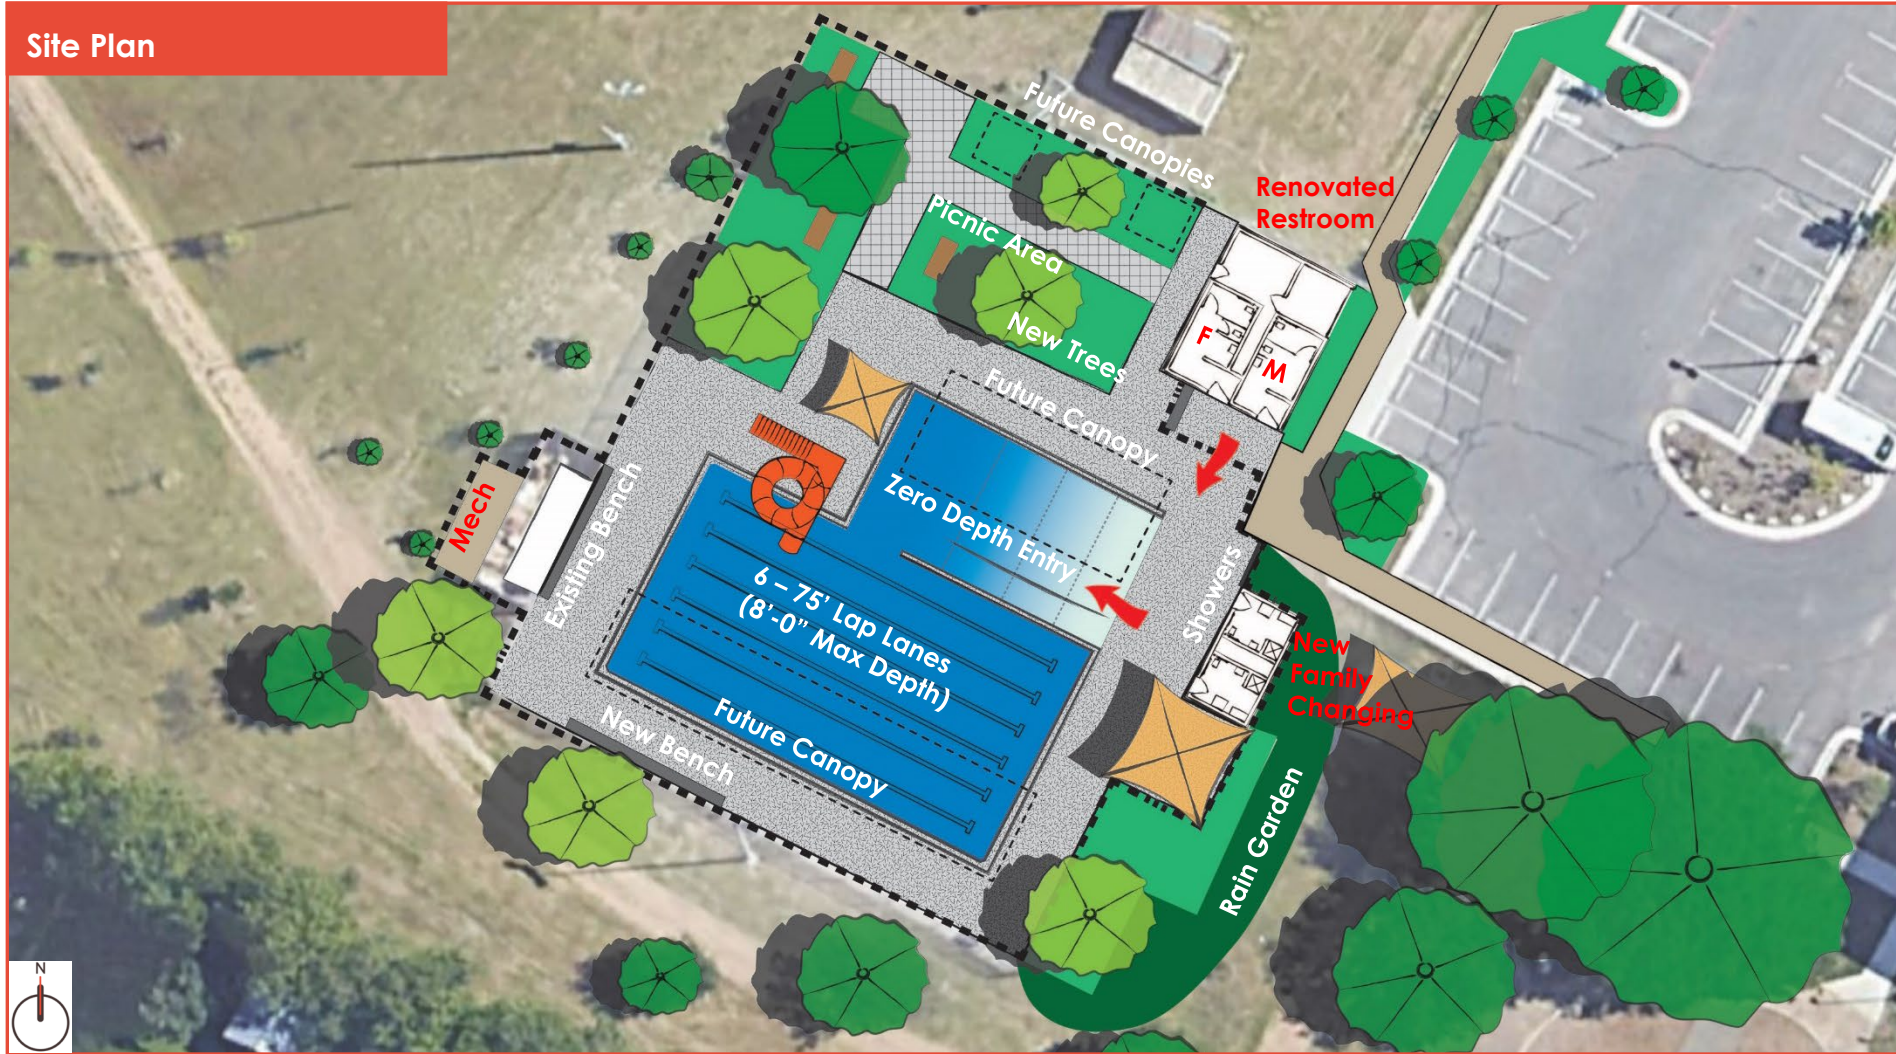 Site Plan
Future Canopies
Renovated
Restroom
Picnic Area
New Trees
F
M
Future Canopy
Zero Depth Entry
Mech
Existing Bench
Showers
6 – 75’ Lap Lanes
(8’-0” Max Depth)
New
Family
Changing
New Bench
Future Canopy
Rain Garden
N